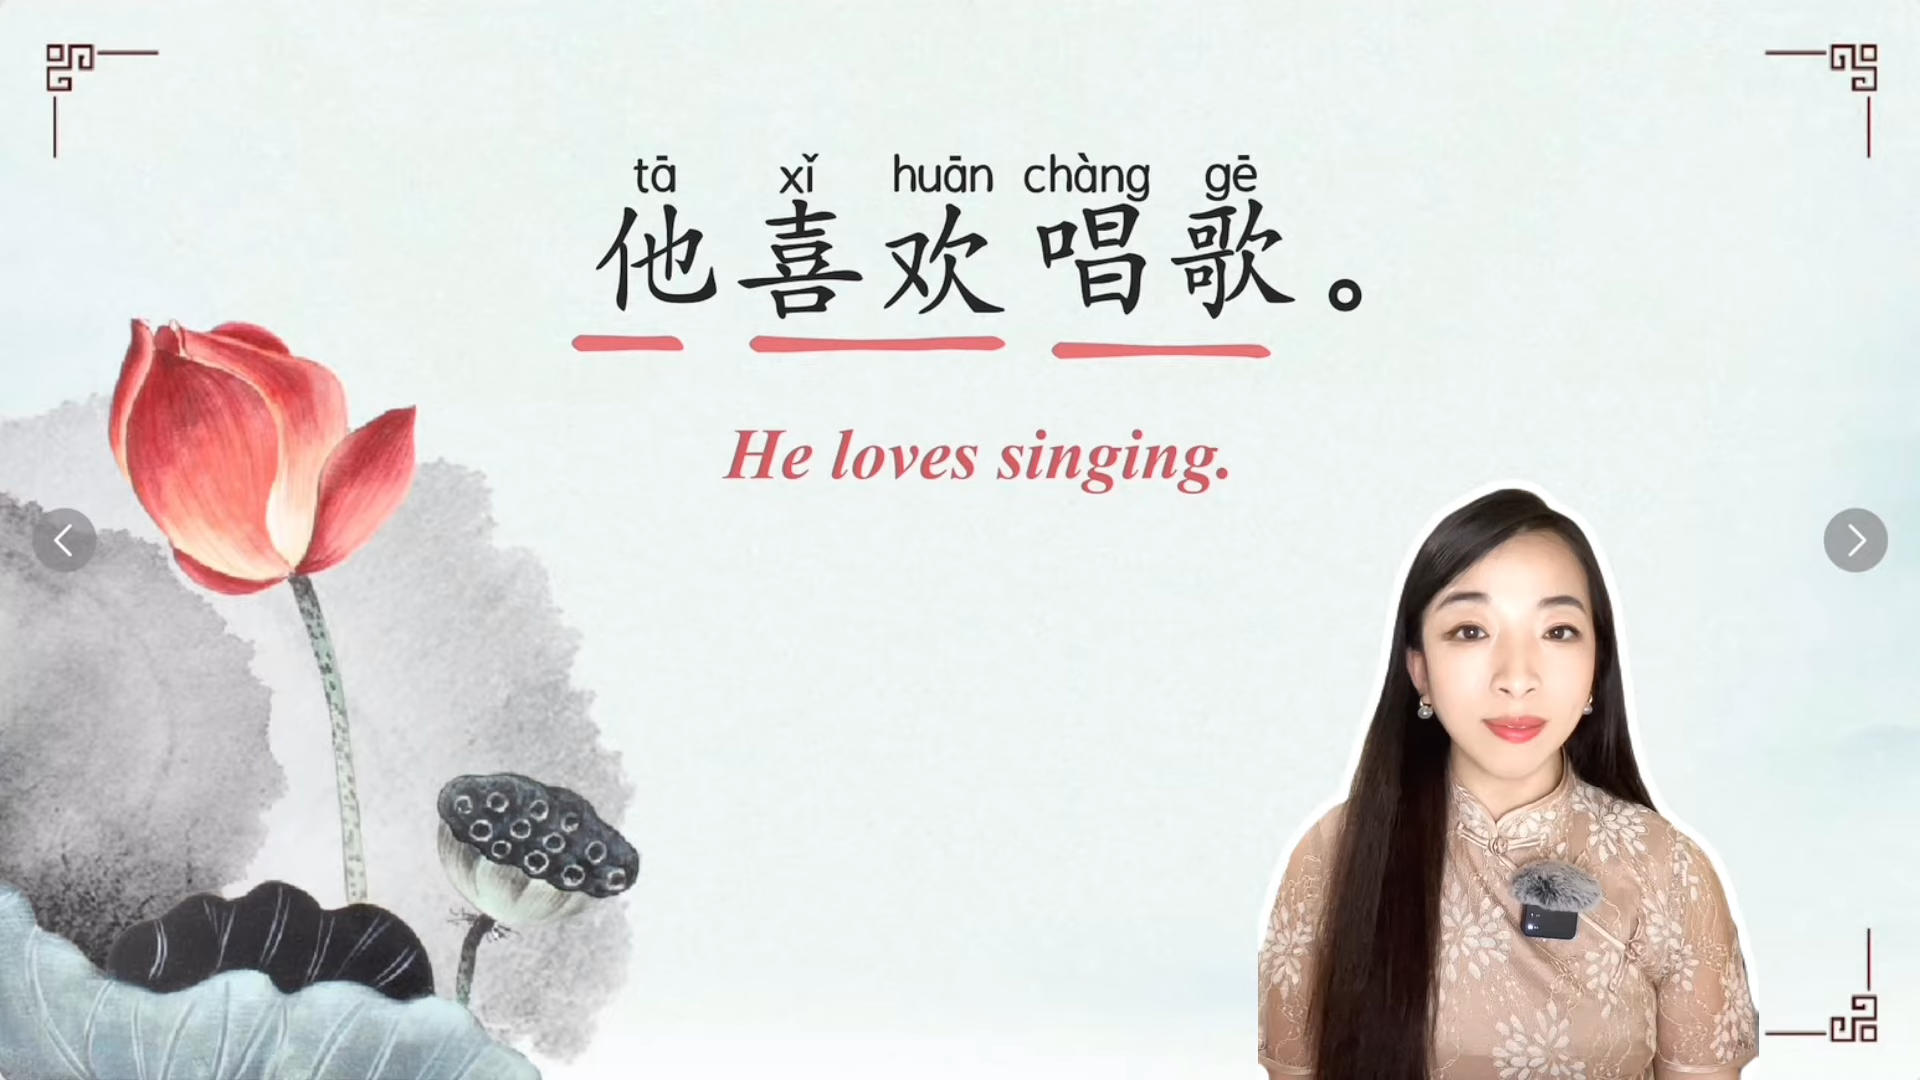 tā xǐ huān chàng gē
他喜欢唱歌。
He loves singing.